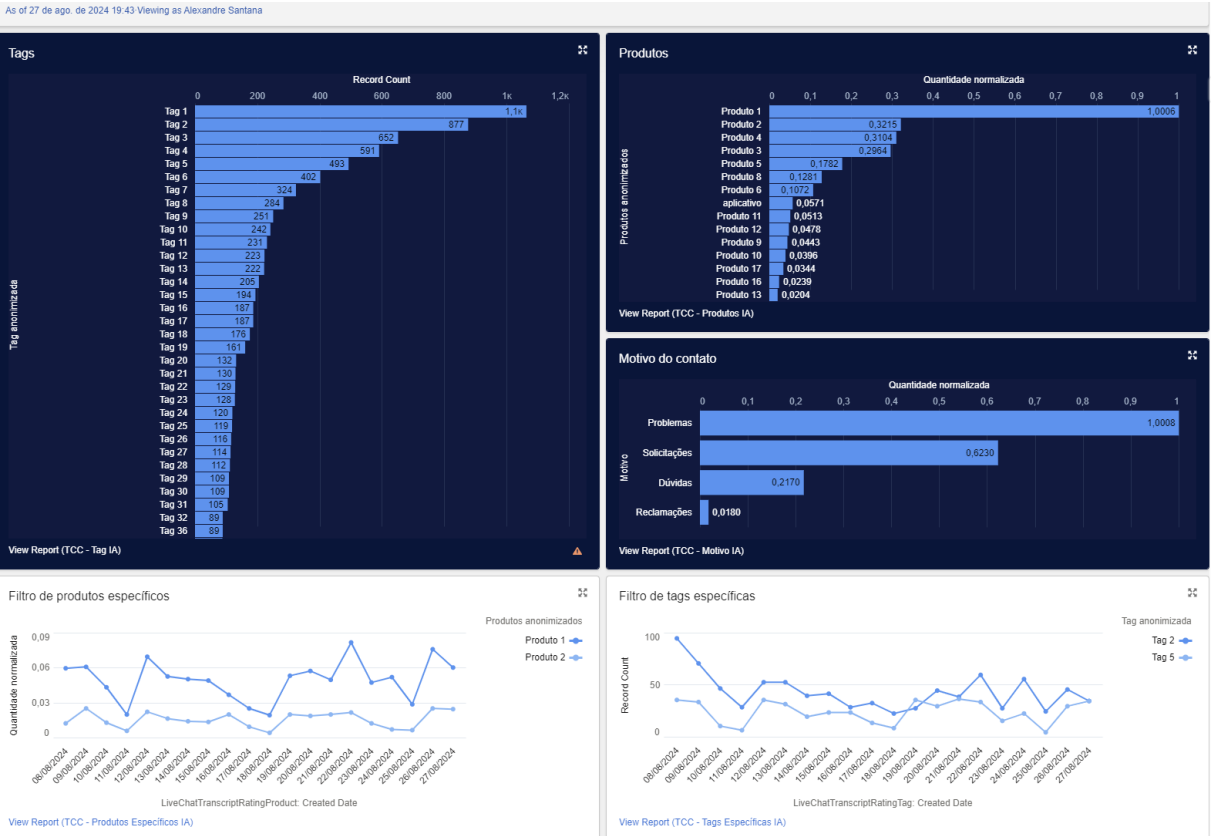 As of 27 de ago. de 2024 19:43·Viewing as Alexandre Santana
Tags
Record Count
0 200 400 600 800 1K 1,2K
Tag anonimizada
Tag 1 1,1K
Tag 2 877
Tag 3 652
Tag 4 591
Tag 5 493
Tag 6 402
Tag 7 324
Tag 8 284
Tag 9 251
Tag 10 242
Tag 11 231
Tag 12 223
Tag 13 222
Tag 14 205
Tag 15 194
Tag 16 187
Tag 17 187
Tag 18 176
Tag 19 161
Tag 20 132
Tag 21 130
Tag 22 129
Tag 23 128
Tag 24 120
Tag 25 119
Tag 26 116
Tag 27 114
Tag 28 112
Tag 29 109
Tag 30 109
Tag 31 105
Tag 32 89
Tag 36 89
View Report (TCC - Tag IA)
Produtos
Quantidade normalizada
0 0,1 0,2 0,3 0,4 0,5 0,6 0,7 0,8 0,9 1
Produtos anonimizados
Produto 1 1,0006
Produto 2 0,3215
Produto 4 0,3104
Produto 3 0,2964
Produto 5 0,1782
Produto 8 0,1281
Produto 6 0,1072
aplicativo 0,0571
Produto 11 0,0513
Produto 12 0,0478
Produto 9 0,0443
Produto 10 0,0396
Produto 17 0,0344
Produto 16 0,0239
Produto 13 0,0204
View Report (TCC - Produtos IA)
Motivo do contato
Quantidade normalizada
0 0,1 0,2 0,3 0,4 0,5 0,6 0,7 0,8 0,9 1
Motivo
Problemas 1,0008
Solicitações 0,6230
Dúvidas 0,2170
Reclamações 0,0180
View Report (TCC - Motivo IA)
Filtro de produtos específicos
Produtos anonimizados
Produto 1
Produto 2
Quantidade normalizada
0,09
0,06
0,03
0
08/08/2024 09/08/2024 10/08/2024 11/08/2024 12/08/2024 13/08/2024 14/08/2024 15/08/2024 16/08/2024 17/08/2024 18/08/2024 19/08/2024 20/08/2024 21/08/2024 22/08/2024 23/08/2024 24/08/2024 25/08/2024 26/08/2024 27/08/2024
LiveChatTranscriptRatingProduct: Created Date
View Report (TCC - Produtos Específicos IA)
Filtro de tags específicas
Tag anonimizada
Tag 2
Tag 5
Record Count
100
50
0
08/08/2024 09/08/2024 10/08/2024 11/08/2024 12/08/2024 13/08/2024 14/08/2024 15/08/2024 16/08/2024 17/08/2024 18/08/2024 19/08/2024 20/08/2024 21/08/2024 22/08/2024 23/08/2024 24/08/2024 25/08/2024 26/08/2024 27/08/2024
LiveChatTranscriptRatingTag: Created Date
View Report (TCC - Tags Específicas IA)